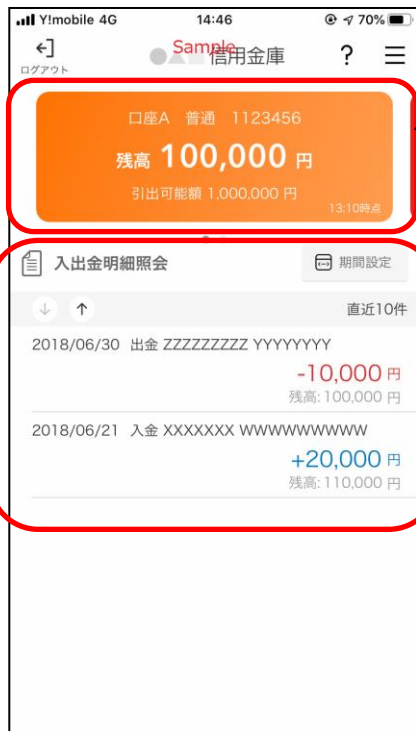 Y!mobile 4G 14:46 70%
ログアウト Sample 信用金庫 ?
口座A 普通 1123456
残高 100,000 円
引出可能額 1,000,000 円
13:10時点
入出金明細照会 期間設定
↓ ↑ 直近10件
2018/06/30 出金 ZZZZZZZZZ YYYYYYYY
-10,000 円
残高: 100,000 円
2018/06/21 入金 XXXXXXX WWWWWWWWW
+20,000 円
残高: 110,000 円